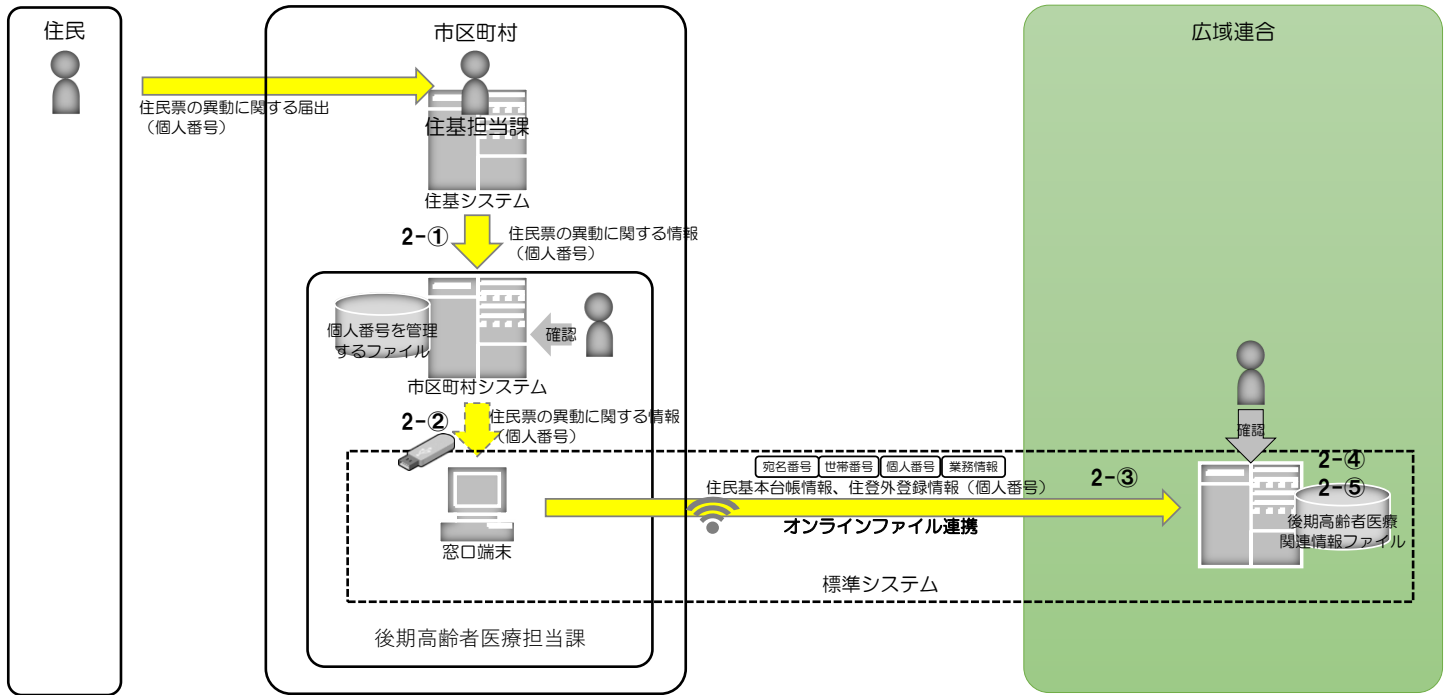 住民
市区町村
広域連合
住民票の異動に関する届出
（個人番号）
住基担当課
住基システム
2-①
住民票の異動に関する情報
（個人番号）
個人番号を管理
するファイル
確認
市区町村システム
2-②
住民票の異動に関する情報
（個人番号）
確認
宛名番号
世帯番号
個人番号
業務情報
住民基本台帳情報、住登外登録情報（個人番号）
2-③
2-④
2-⑤
オンラインファイル連携
後期高齢者医療
関連情報ファイル
窓口端末
標準システム
後期高齢者医療担当課